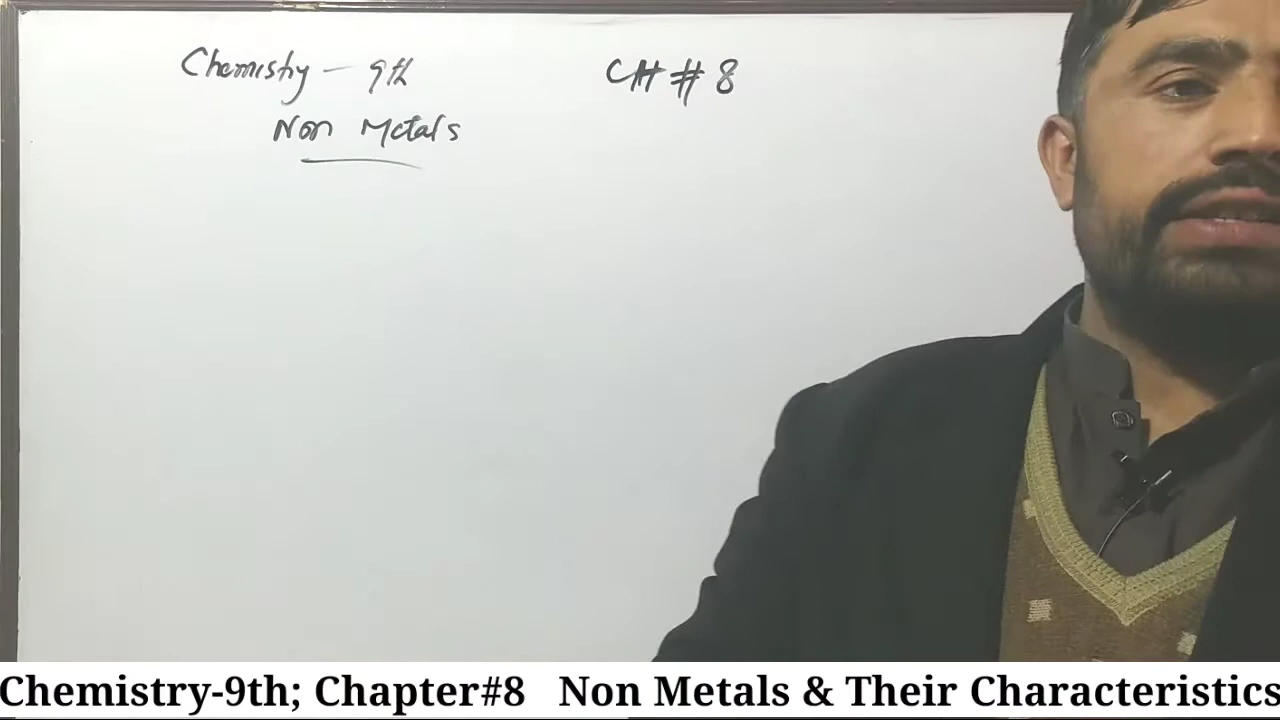 Chemistry - 9th CH # 8
Non Metals
Chemistry-9th; Chapter#8 Non Metals & Their Characteristics